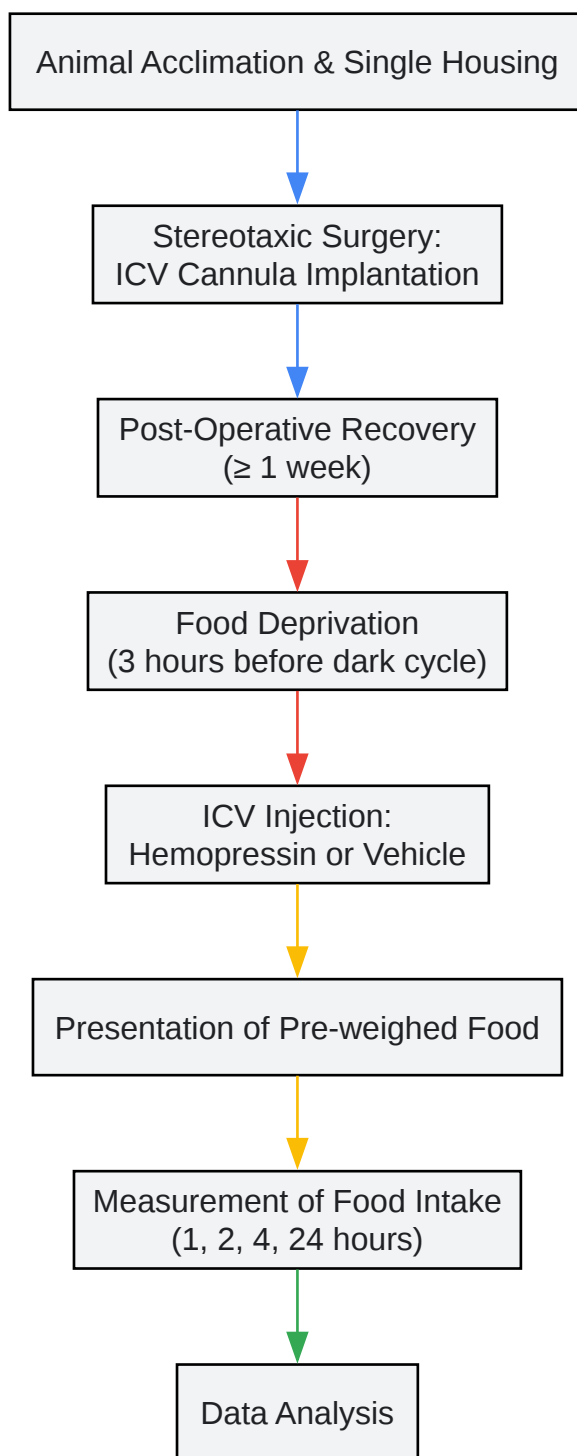 Animal Acclimation & Single Housing
Stereotaxic Surgery:
ICV Cannula Implantation
Post-Operative Recovery
(≥ 1 week)
Food Deprivation
(3 hours before dark cycle)
ICV Injection:
Hemopressin or Vehicle
Presentation of Pre-weighed Food
Measurement of Food Intake
(1, 2, 4, 24 hours)
Data Analysis